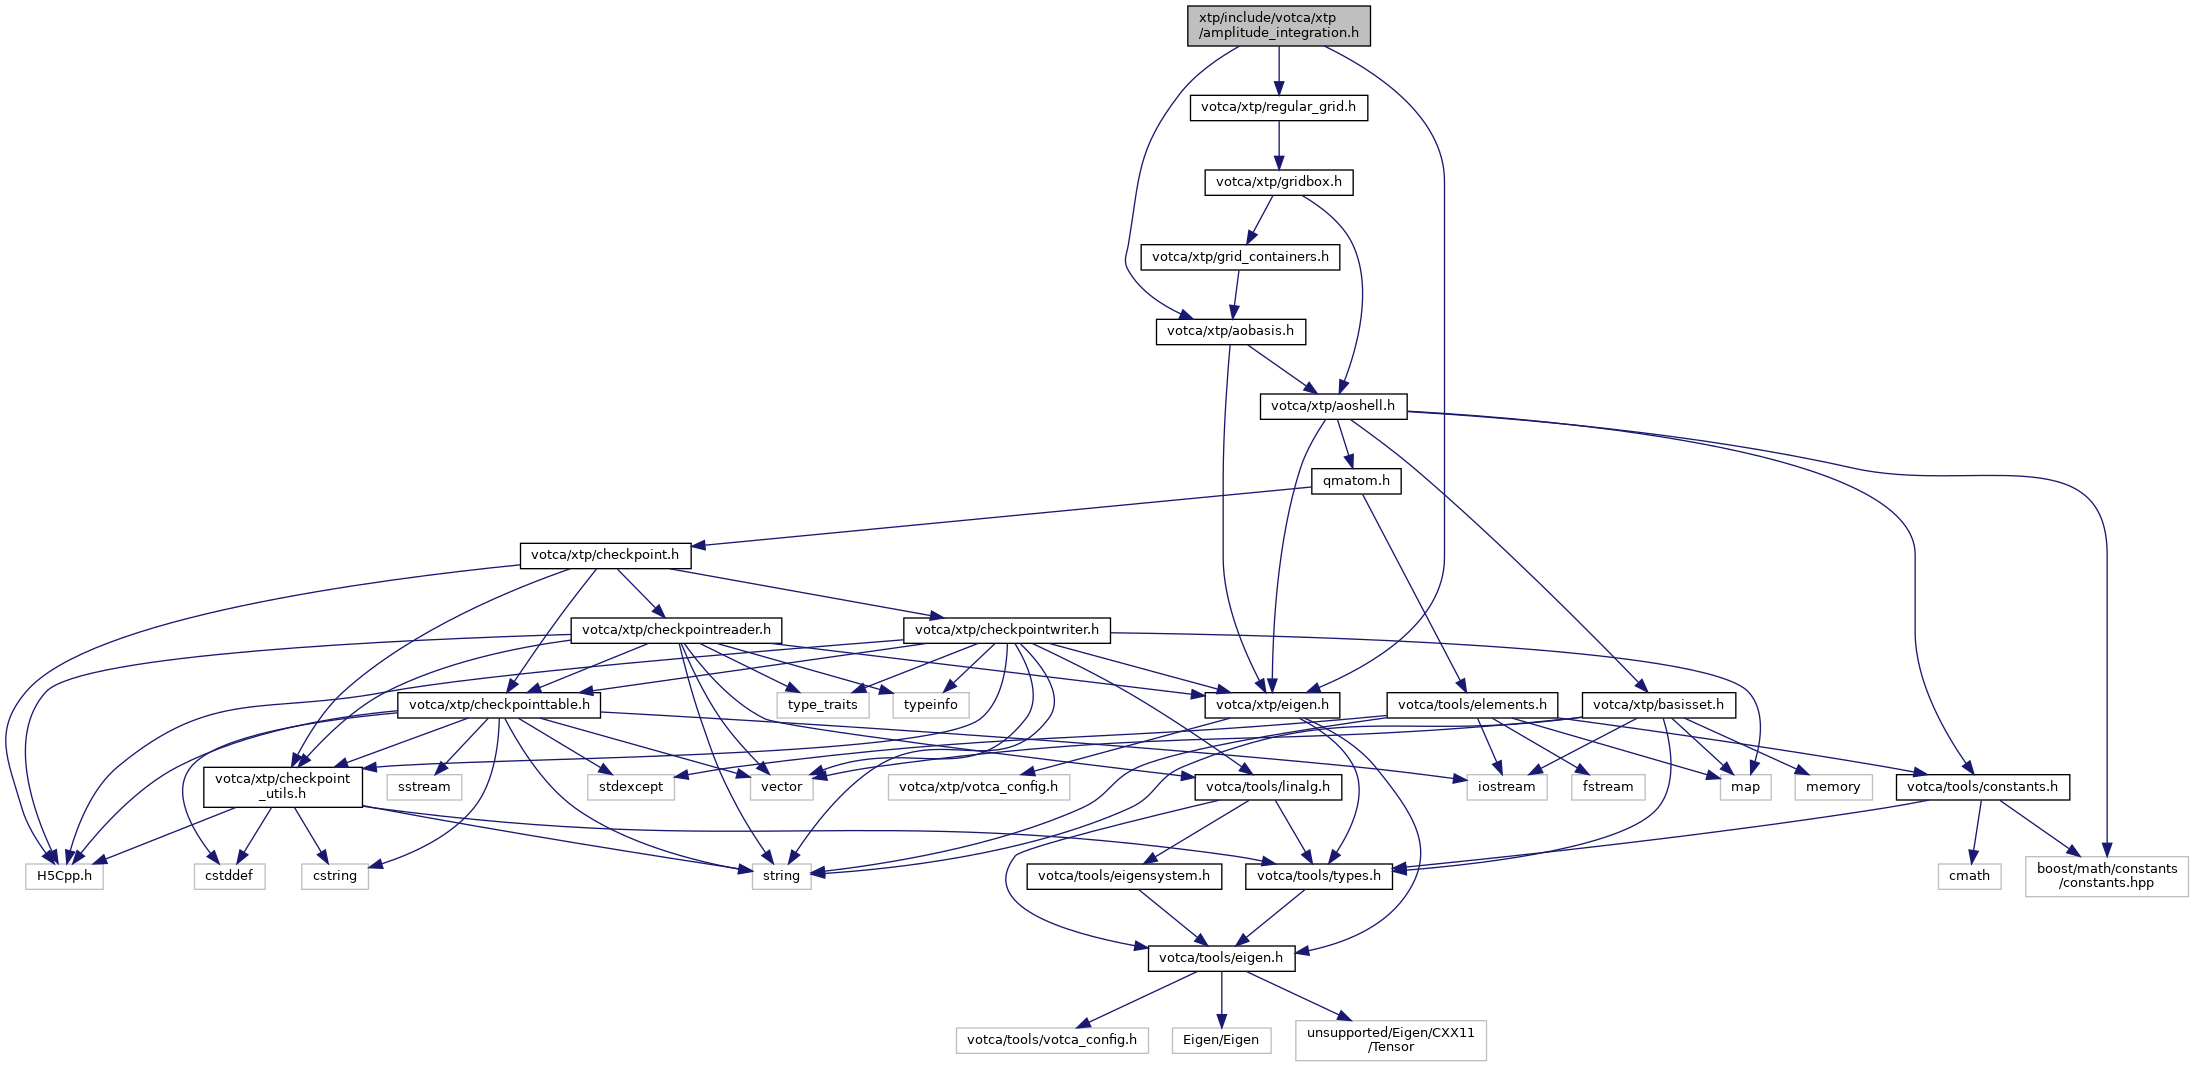 xtp/include/votca/xtp
/amplitude_integration.h
votca/xtp/regular_grid.h
votca/xtp/gridbox.h
votca/xtp/grid_containers.h
votca/xtp/aobasis.h
votca/xtp/aoshell.h
qmatom.h
votca/xtp/checkpoint.h
votca/xtp/checkpointreader.h
votca/xtp/checkpointwriter.h
votca/xtp/checkpointtable.h
type_traits
typeinfo
votca/xtp/eigen.h
votca/tools/elements.h
votca/xtp/basisset.h
votca/xtp/checkpoint
_utils.h
sstream
stdexcept
vector
votca/xtp/votca_config.h
votca/tools/linalg.h
iostream
fstream
map
memory
votca/tools/constants.h
H5Cpp.h
cstddef
cstring
string
votca/tools/eigensystem.h
votca/tools/types.h
cmath
boost/math/constants
/constants.hpp
votca/tools/eigen.h
votca/tools/votca_config.h
Eigen/Eigen
unsupported/Eigen/CXX11
/Tensor